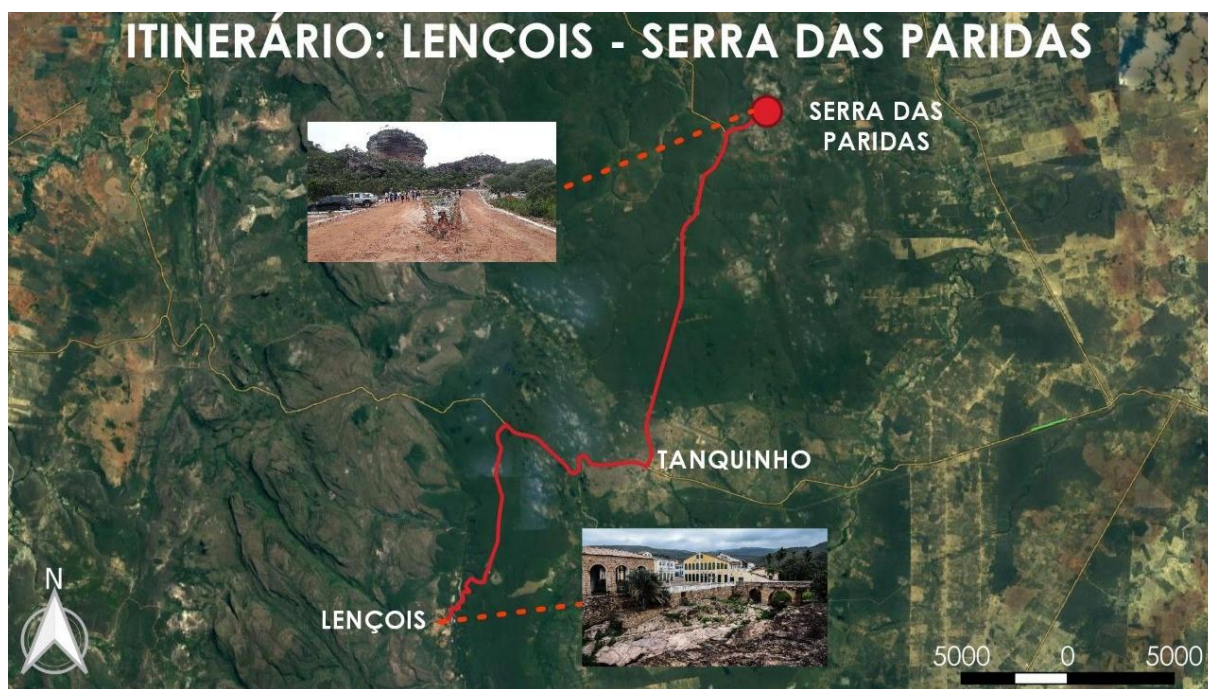 ITINERÁRIO: LENÇOIS - SERRA DAS PARIDAS
SERRA DAS
PARIDAS
TANQUINHO
N
LENÇOIS
5000 0 5000